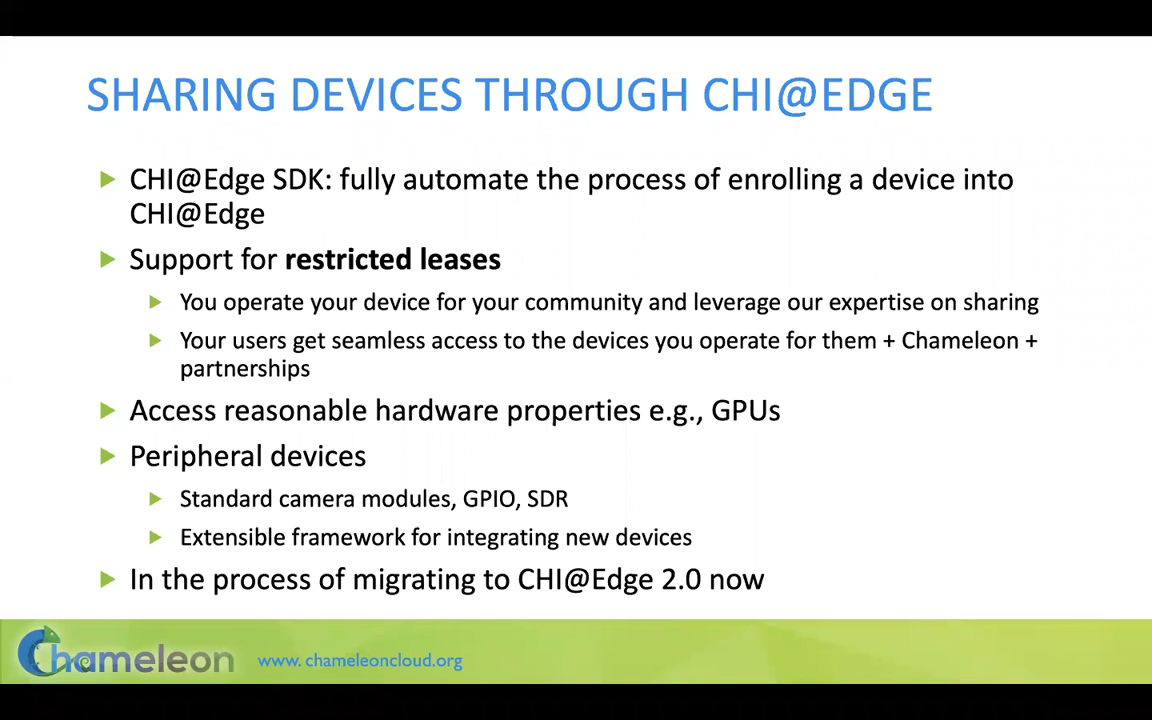 SHARING DEVICES THROUGH CHI@EDGE
CHI@Edge SDK: fully automate the process of enrolling a device into
CHI@Edge
Support for restricted leases
You operate your device for your community and leverage our expertise on sharing
Your users get seamless access to the devices you operate for them + Chameleon +
partnerships
Access reasonable hardware properties e.g., GPUs
Peripheral devices
Standard camera modules, GPIO, SDR
Extensible framework for integrating new devices
In the process of migrating to CHI@Edge 2.0 now
Chameleon
www. chameleoncloud.org